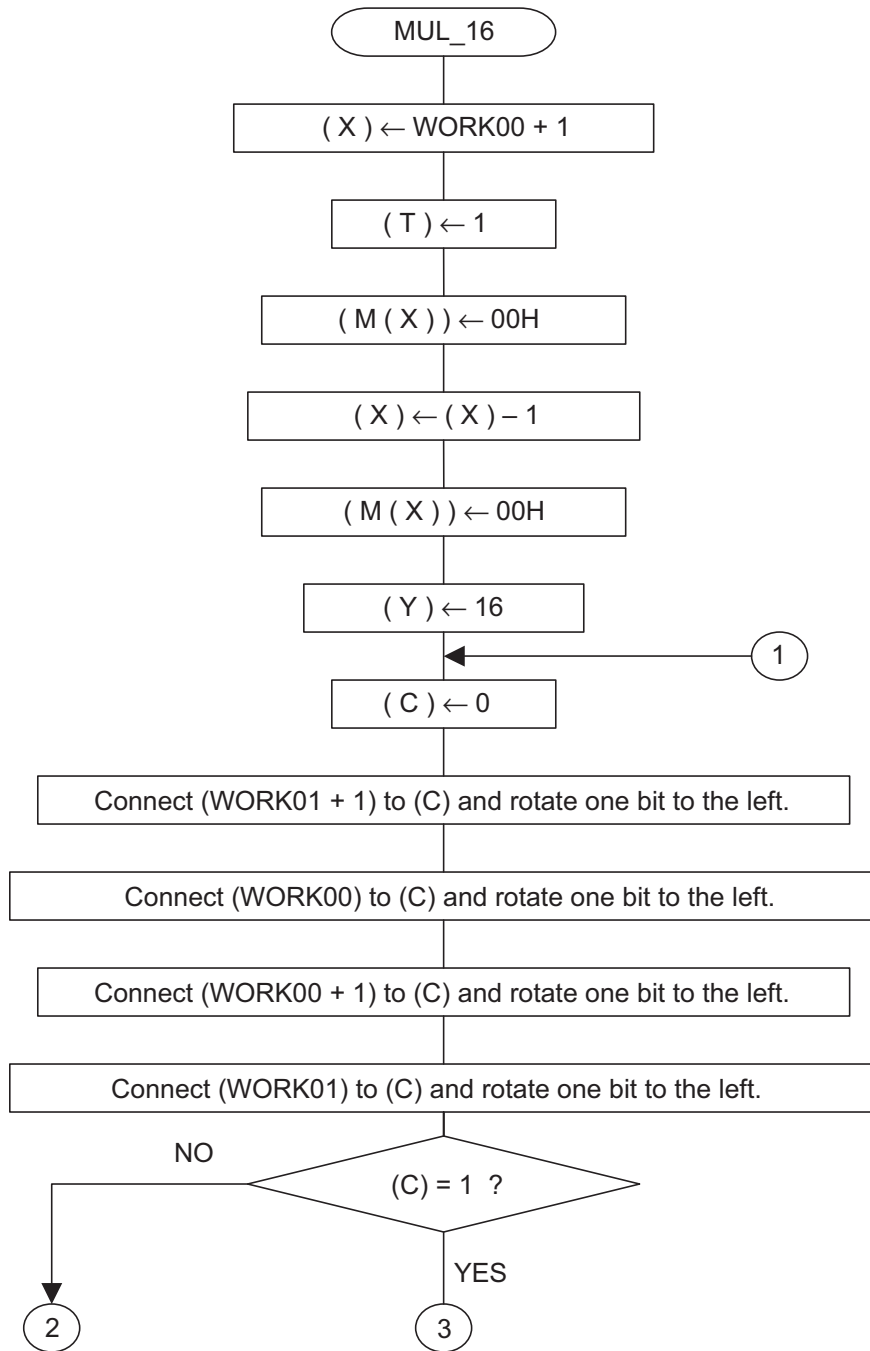 MUL_16
( X ) ← WORK00 + 1
( T ) ← 1
( M ( X ) ) ← 00H
( X ) ← ( X ) – 1
( M ( X ) ) ← 00H
( Y ) ← 16
1
( C ) ← 0
Connect (WORK01 + 1) to (C) and rotate one bit to the left.
Connect (WORK00) to (C) and rotate one bit to the left.
Connect (WORK00 + 1) to (C) and rotate one bit to the left.
Connect (WORK01) to (C) and rotate one bit to the left.
NO
(C) = 1 ?
YES
2
3